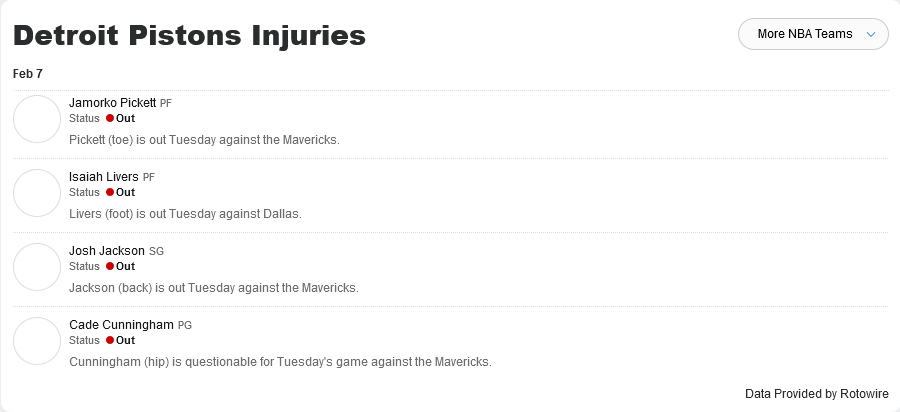 Detroit Pistons Injuries
More NBA Teams
Feb 7
Jamorko Pickett PF
Status Out
Pickett (toe) is out Tuesday against the Mavericks.
Isaiah Livers PF
Status Out
Livers (foot) is out Tuesday against Dallas.
Josh Jackson SG
Status Out
Jackson (back) is out Tuesday against the Mavericks.
Cade Cunningham PG
Status Out
Cunningham (hip) is questionable for Tuesday's game against the Mavericks.
Data Provided by Rotowire